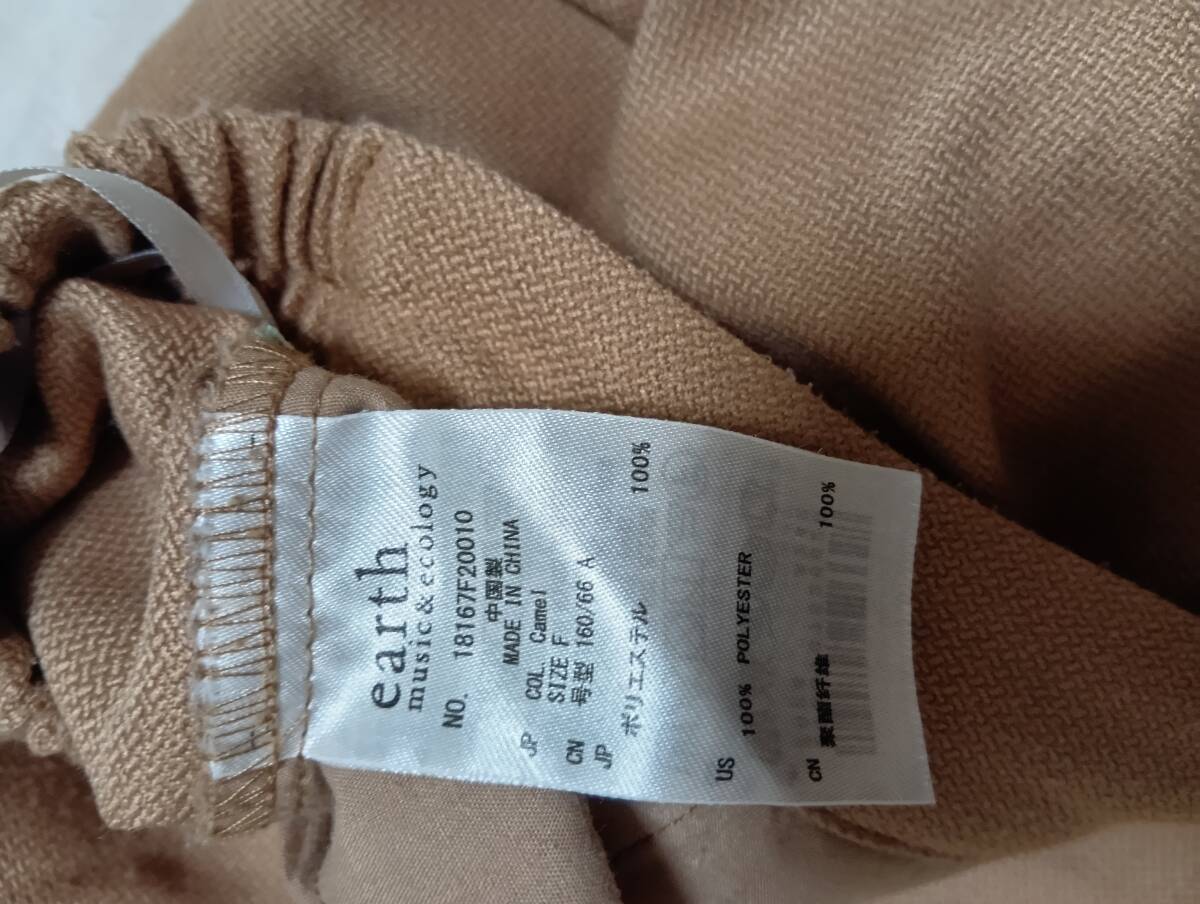 earth
music&ecology
NO. 18167F20010
中国製
MADE IN CHINA
JP COL. Camel
SIZE F
CN 号型 160/66 A
JP
ポリエステル 100%
US 100% POLYESTER
CN 聚酯纤维 100%